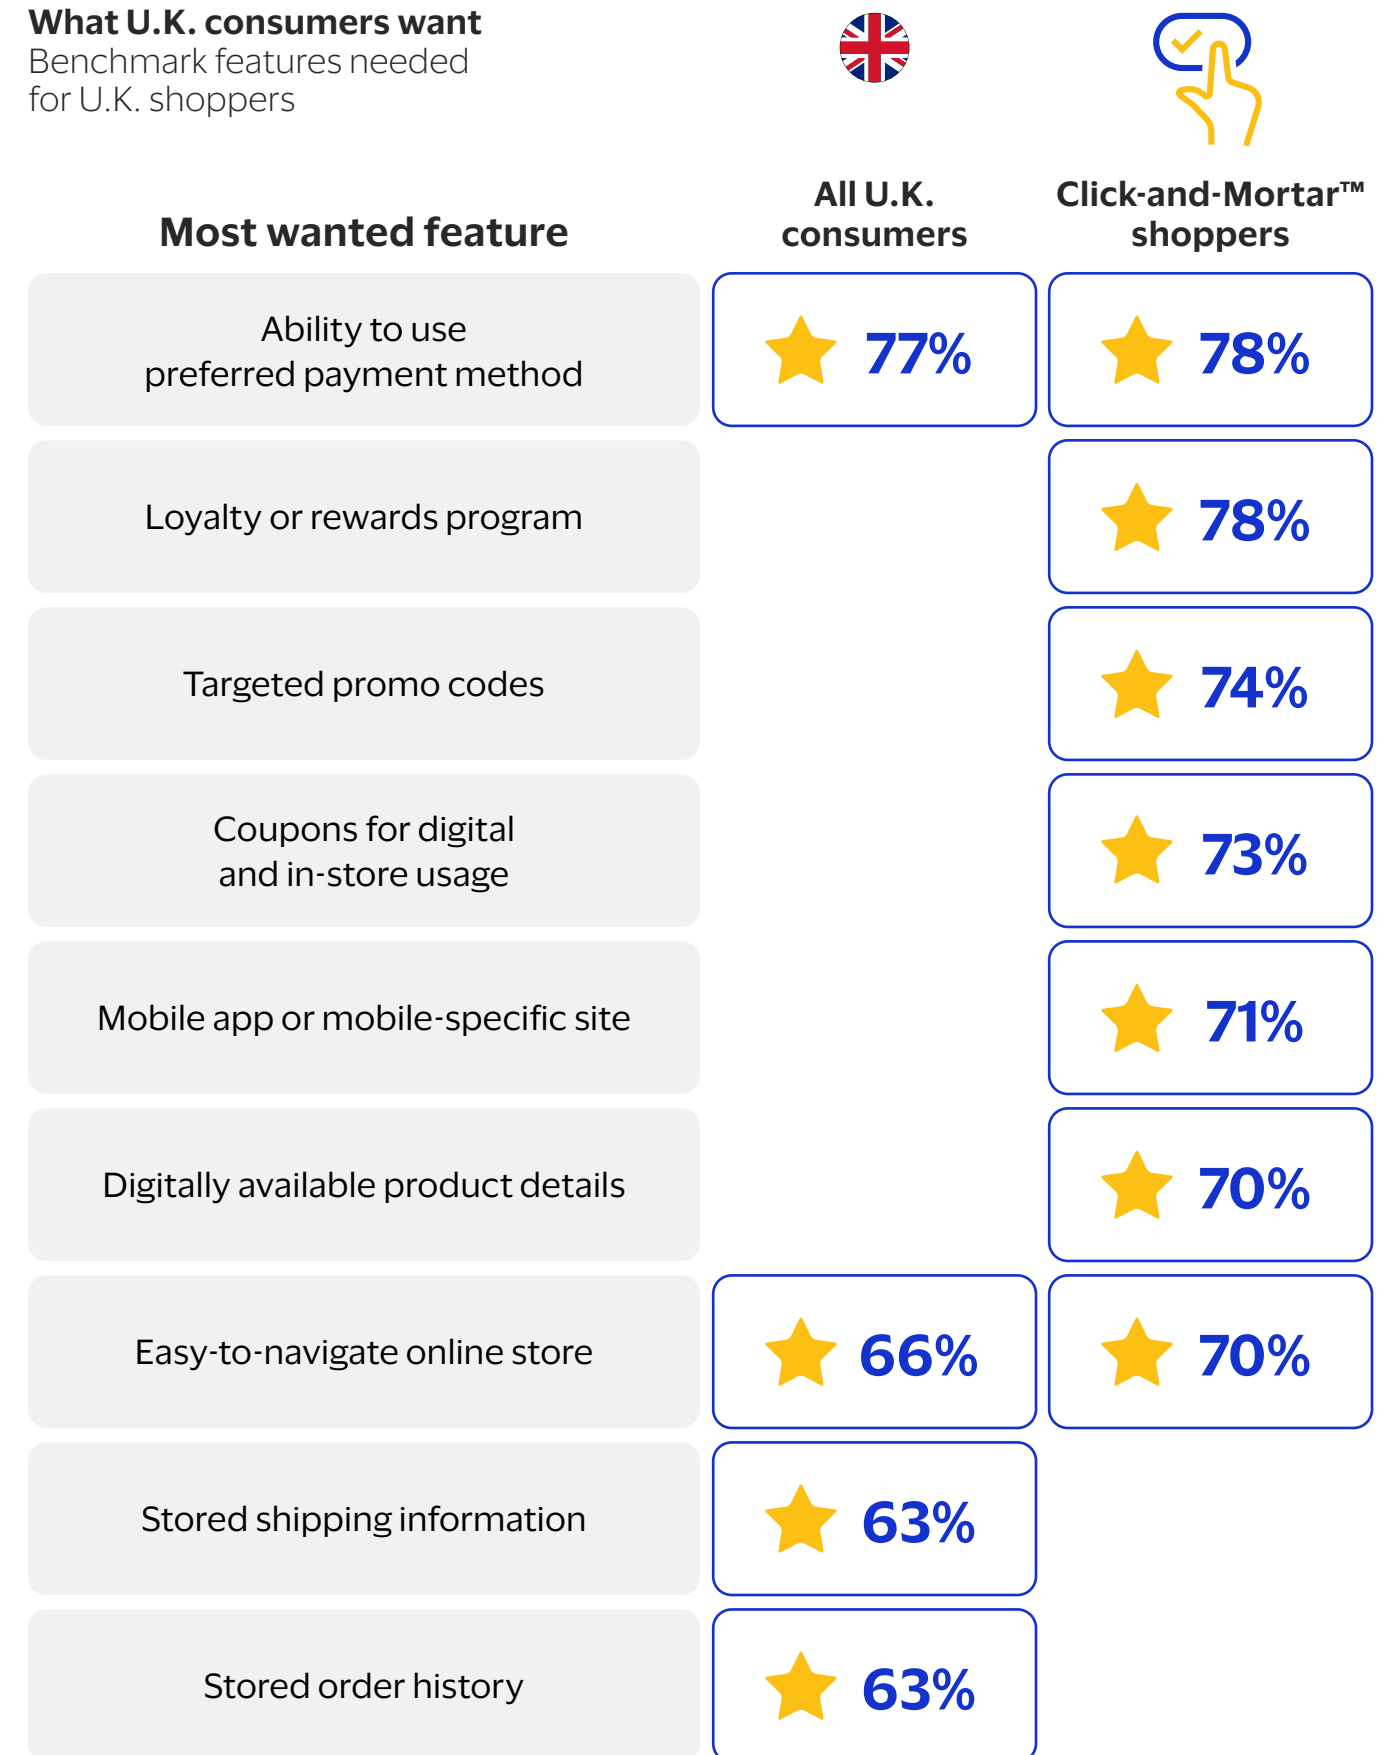 What U.K. consumers want
Benchmark features needed
for U.K. shoppers
Most wanted feature
All U.K.
consumers
Click-and-Mortar™
shoppers
Ability to use
preferred payment method
77%
78%
Loyalty or rewards program
78%
Targeted promo codes
74%
Coupons for digital
and in-store usage
73%
Mobile app or mobile-specific site
71%
Digitally available product details
70%
Easy-to-navigate online store
66%
70%
Stored shipping information
63%
Stored order history
63%